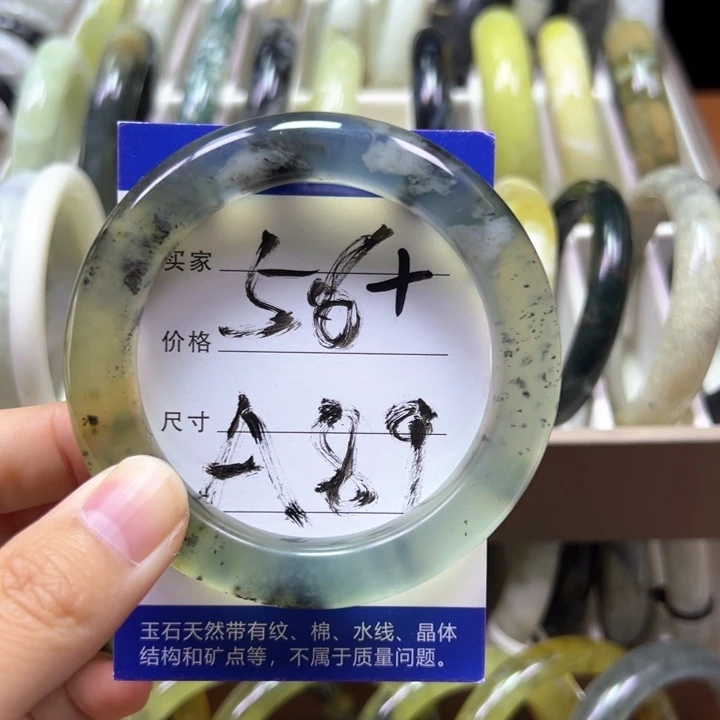 买家 56+
价格
尺寸 A89
玉石天然带有纹、棉、水线、晶体
结构和矿点等，不属于质量问题。